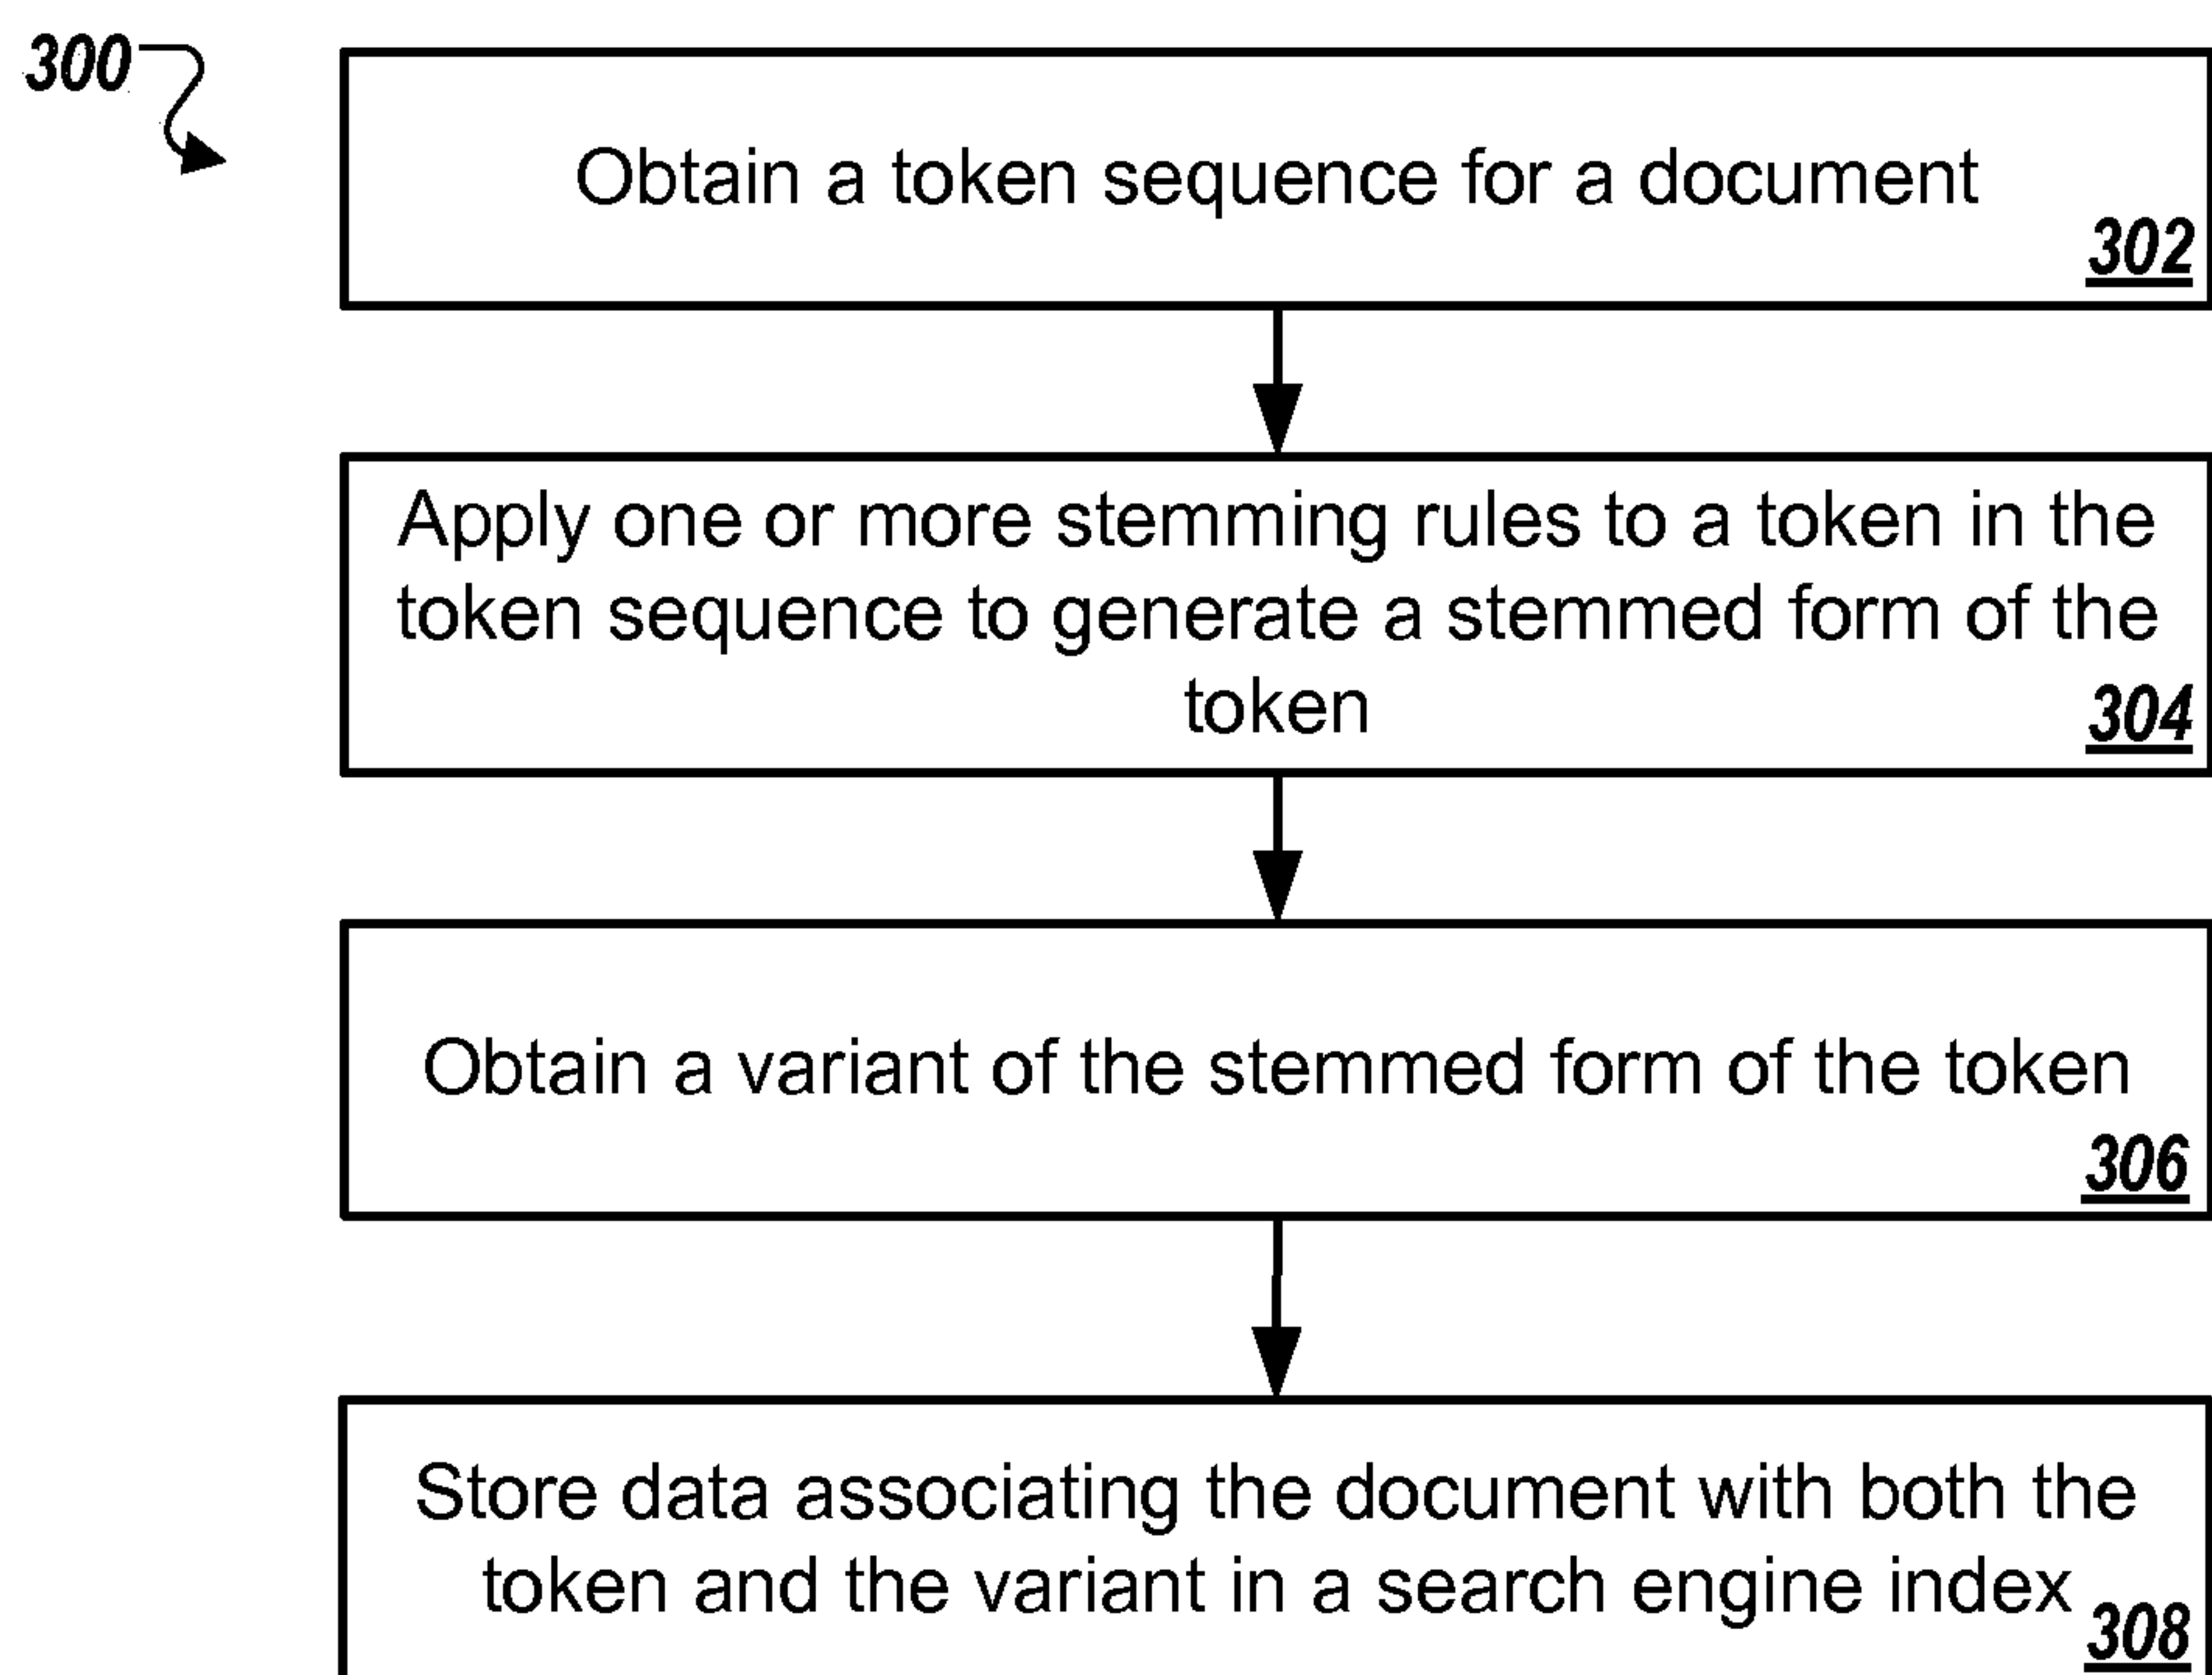 300
Obtain a token sequence for a document
302
Apply one or more stemming rules to a token in the
token sequence to generate a stemmed form of the
token
304
Obtain a variant of the stemmed form of the token
306
Store data associating the document with both the
token and the variant in a search engine index
308